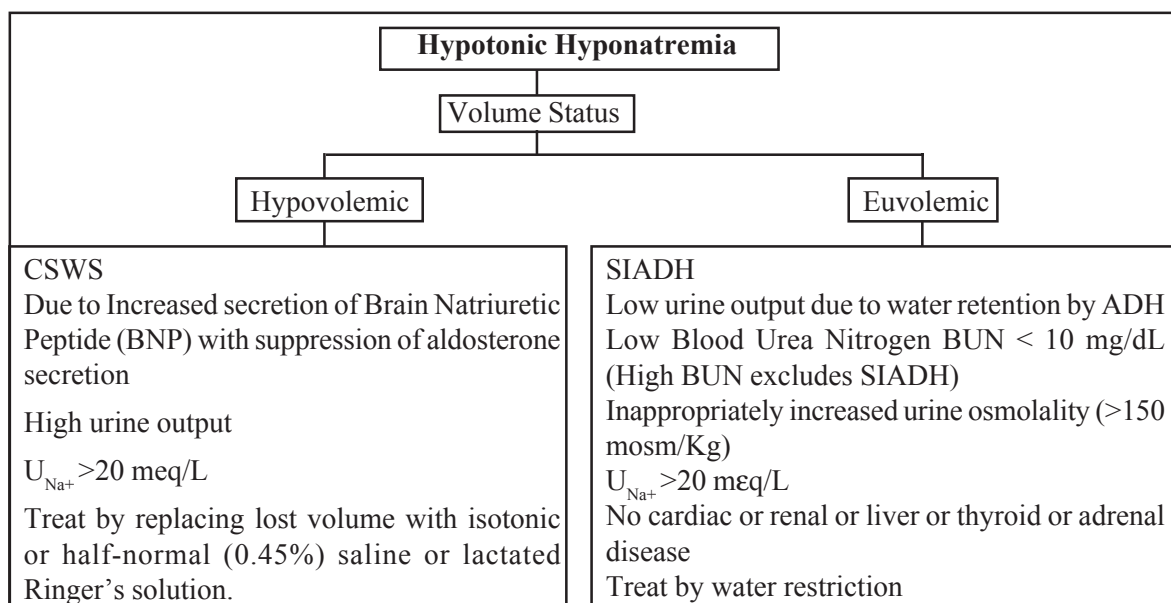 Hypotonic Hyponatremia
Volume Status
Hypovolemic
Euvolemic
CSWS
Due to Increased secretion of Brain Natriuretic
Peptide (BNP) with suppression of aldosterone
secretion
High urine output
U Na+ >20 meq/L
Treat by replacing lost volume with isotonic
or half-normal (0.45%) saline or lactated
Ringer’s solution.
SIADH
Low urine output due to water retention by ADH
Low Blood Urea Nitrogen BUN < 10 mg/dL
(High BUN excludes SIADH)
Inappropriately increased urine osmolality (>150
mosm/Kg)
U Na+ >20 mεq/L
No cardiac or renal or liver or thyroid or adrenal
disease
Treat by water restriction